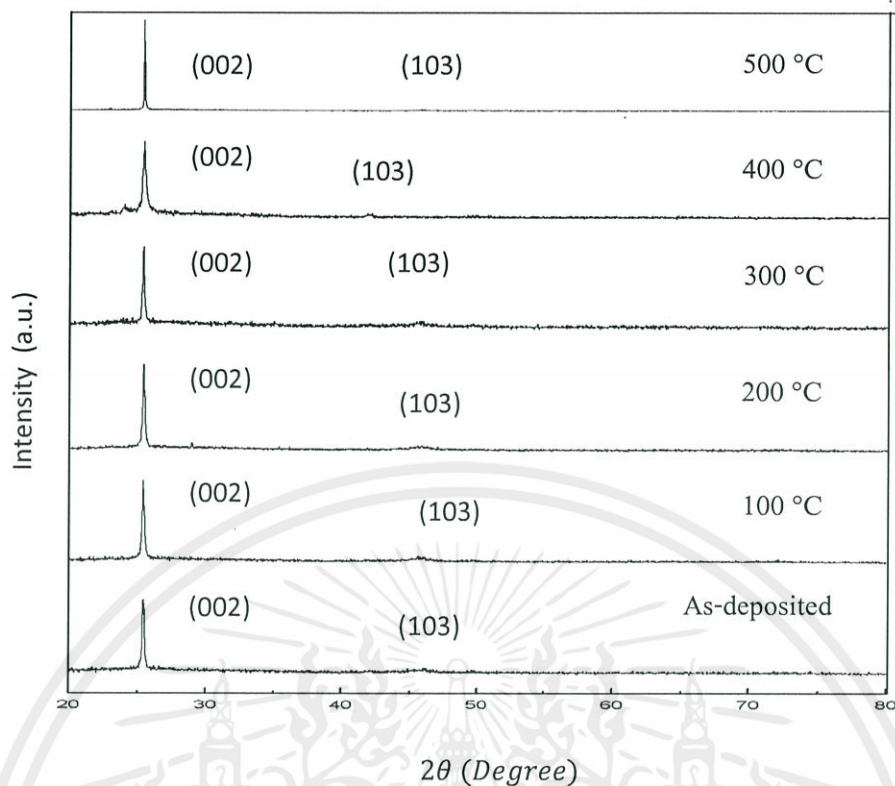 (002) (103) 500 °C
(002) (103) 400 °C
(002) (103) 300 °C
(002) (103) 200 °C
(002) (103) 100 °C
(002) (103) As-deposited
Intensity (a.u.)
20 30 40 50 60 70 80
2θ (Degree)